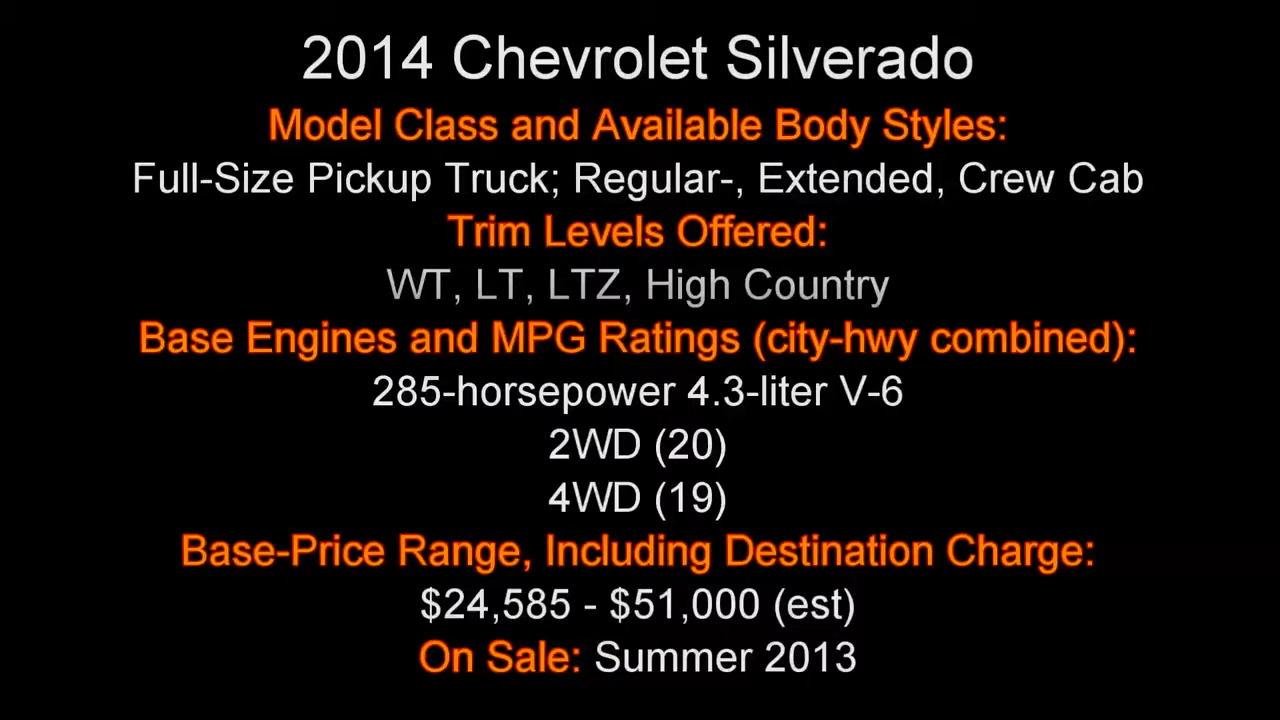 2014 Chevrolet Silverado
Model Class and Available Body Styles:
Full-Size Pickup Truck; Regular-, Extended, Crew Cab
Trim Levels Offered:
WT, LT, LTZ, High Country
Base Engines and MPG Ratings (city-hwy combined):
285-horsepower 4.3-liter V-6
2WD (20)
4WD (19)
Base-Price Range, Including Destination Charge:
$24,585 - $51,000 (est)
On Sale: Summer 2013